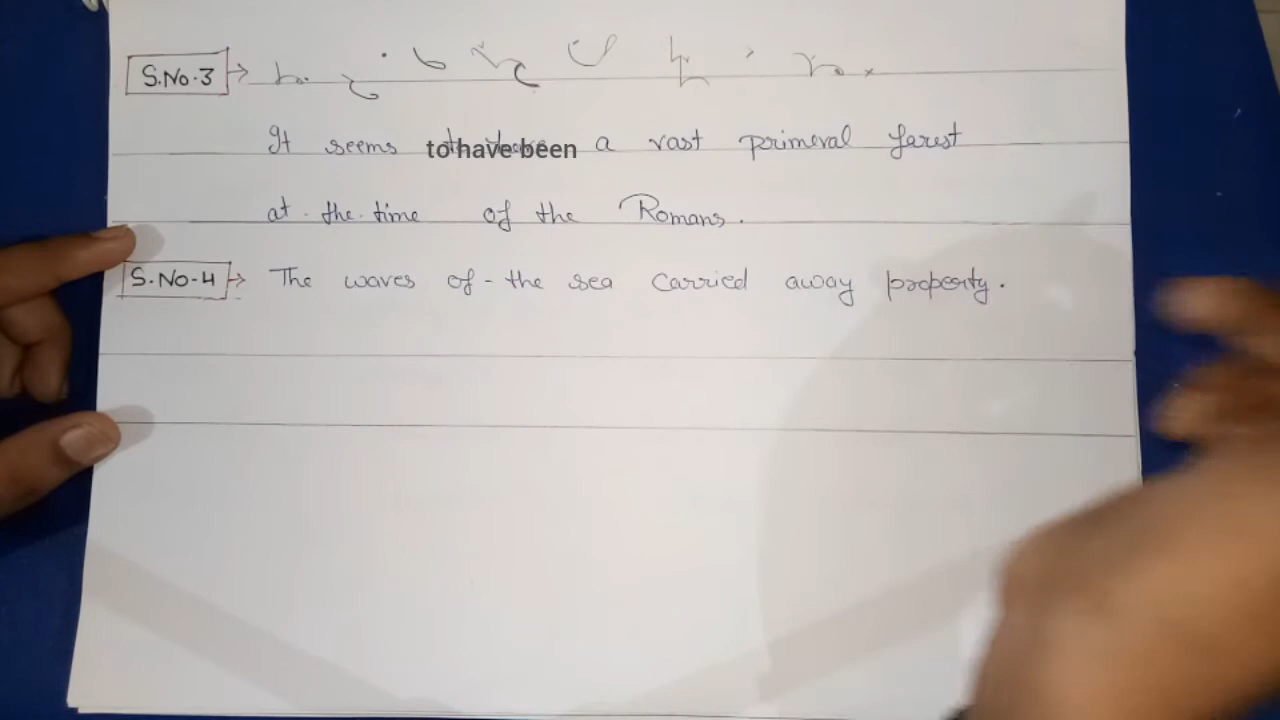 S.No.3
It seems to have been a vast primeval farest
at the time of the Romans.
S.No-4 The waves of the sea carried away property.